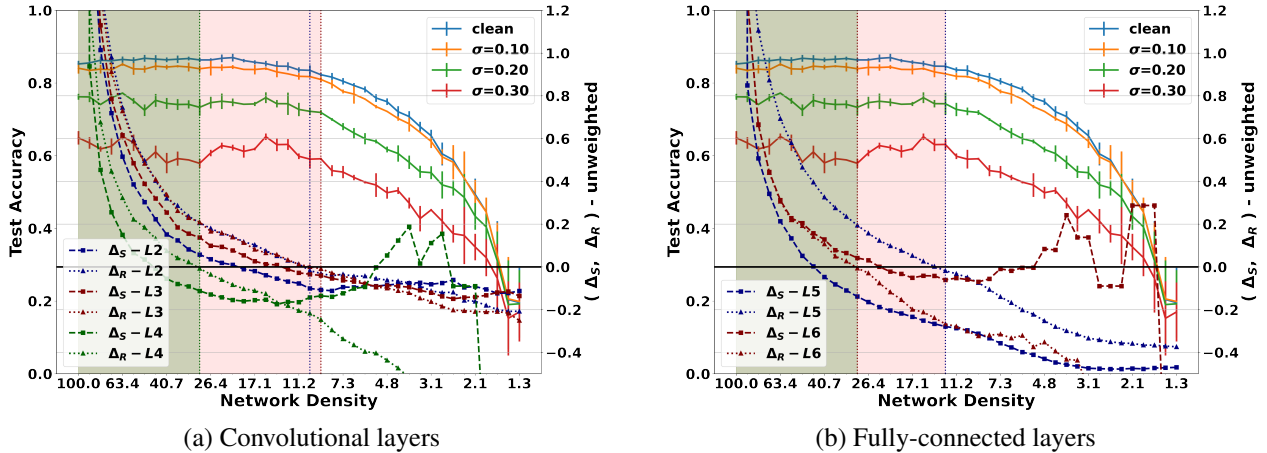 1.0
0.8
0.6
0.4
0.2
0.0
Test Accuracy
clean
σ=0.10
σ=0.20
σ=0.30
Δ_S − L2
Δ_R − L2
Δ_S − L3
Δ_R − L3
Δ_S − L4
Δ_R − L4
1.2
1.0
0.8
0.6
0.4
0.2
0.0
−0.2
−0.4
( Δ_S, Δ_R ) - unweighted
100.0 63.4 40.7 26.4 17.1 11.2 7.3 4.8 3.1 2.1 1.3
Network Density
(a) Convolutional layers
1.0
0.8
0.6
0.4
0.2
0.0
Test Accuracy
clean
σ=0.10
σ=0.20
σ=0.30
Δ_S − L5
Δ_R − L5
Δ_S − L6
Δ_R − L6
1.2
1.0
0.8
0.6
0.4
0.2
0.0
−0.2
−0.4
( Δ_S, Δ_R ) - unweighted
100.0 63.4 40.7 26.4 17.1 11.2 7.3 4.8 3.1 2.1 1.3
Network Density
(b) Fully-connected layers